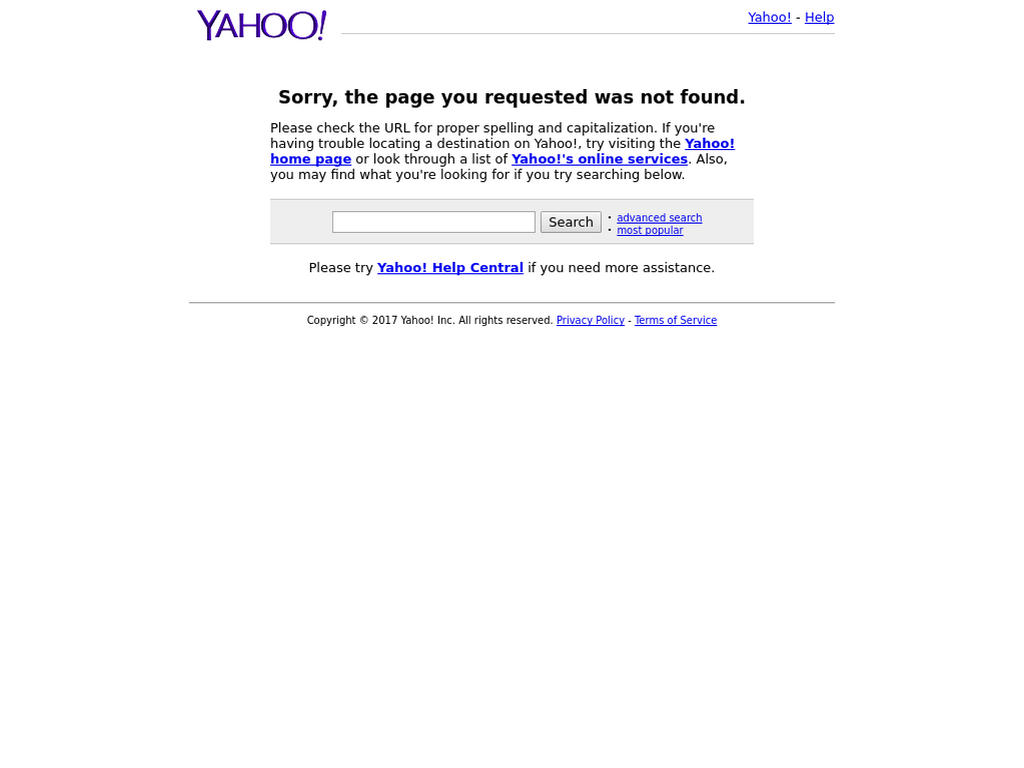 YAHOO!
Yahoo! - Help
Sorry, the page you requested was not found.
Please check the URL for proper spelling and capitalization. If you're
having trouble locating a destination on Yahoo!, try visiting the Yahoo!
home page or look through a list of Yahoo!'s online services. Also,
you may find what you're looking for if you try searching below.
Search
• advanced search
• most popular
Please try Yahoo! Help Central if you need more assistance.
Copyright © 2017 Yahoo! Inc. All rights reserved. Privacy Policy - Terms of Service